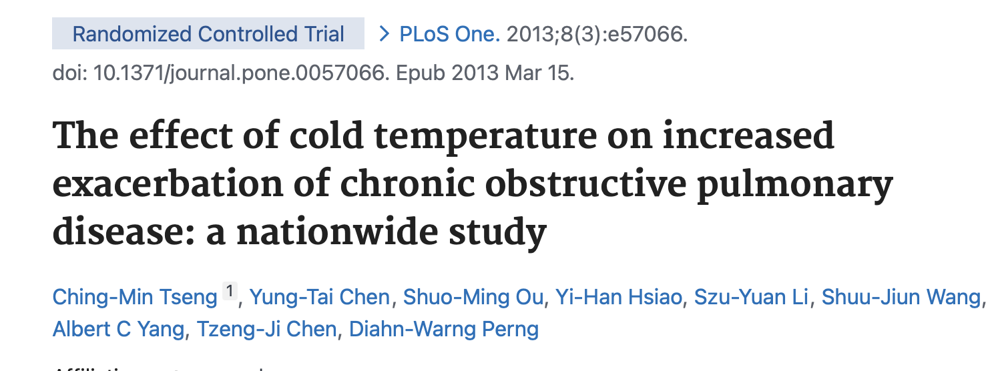 Randomized Controlled Trial > PLoS One. 2013;8(3):e57066.
doi: 10.1371/journal.pone.0057066. Epub 2013 Mar 15.
The effect of cold temperature on increased
exacerbation of chronic obstructive pulmonary
disease: a nationwide study
Ching-Min Tseng 1, Yung-Tai Chen, Shuo-Ming Ou, Yi-Han Hsiao, Szu-Yuan Li, Shuu-Jiun Wang,
Albert C Yang, Tzeng-Ji Chen, Diahn-Warng Perng